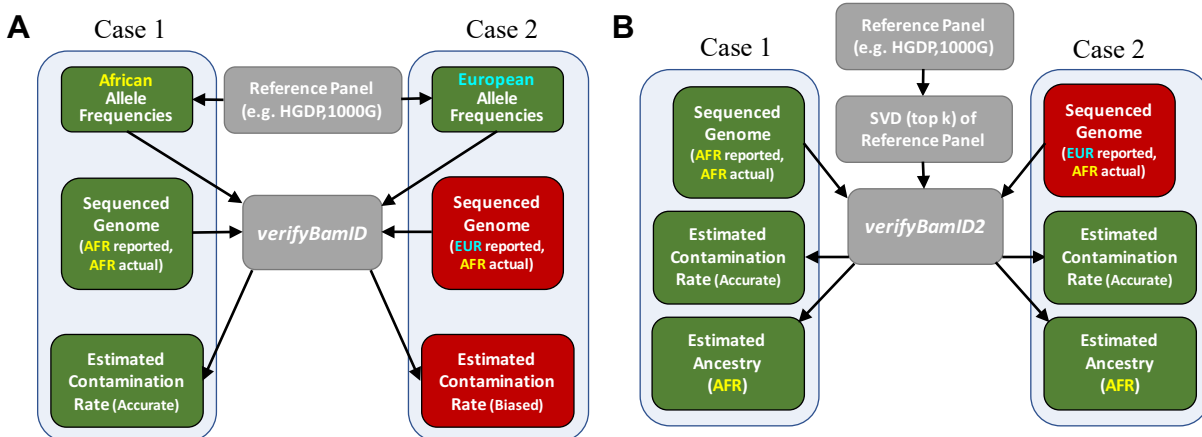 A
Case 1
Case 2
African
Allele
Frequencies
Reference Panel
(e.g. HGDP,1000G)
European
Allele
Frequencies
Sequenced
Genome
(AFR reported,
AFR actual)
verifyBamID
Sequenced
Genome
(EUR reported,
AFR actual)
Estimated
Contamination
Rate (Accurate)
Estimated
Contamination
Rate (Biased)
B
Case 1
Reference Panel
(e.g. HGDP,1000G)
Case 2
Sequenced
Genome
(AFR reported,
AFR actual)
SVD (top k) of
Reference Panel
Sequenced
Genome
(EUR reported,
AFR actual)
verifyBamID2
Estimated
Contamination
Rate (Accurate)
Estimated
Contamination
Rate (Accurate)
Estimated
Ancestry
(AFR)
Estimated
Ancestry
(AFR)